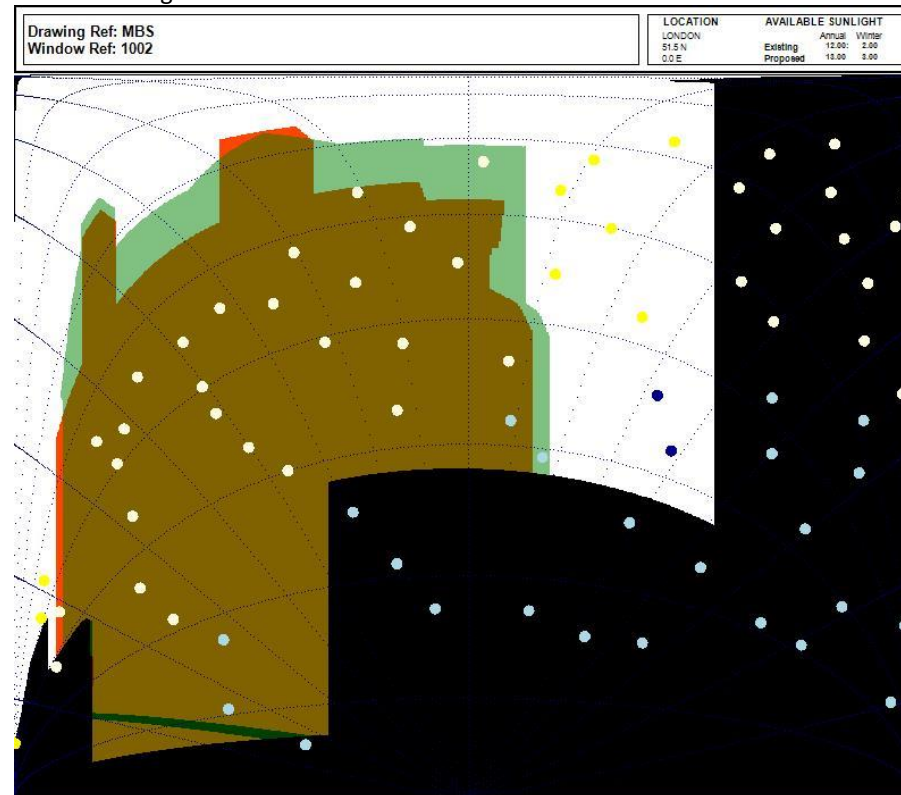 Drawing Ref: MBS
Window Ref: 1002
LOCATION
LONDON
51.5 N
0.0 E
AVAILABLE SUNLIGHT
Annual Winter
Existing 12.00: 2.00
Proposed 13.00 3.00